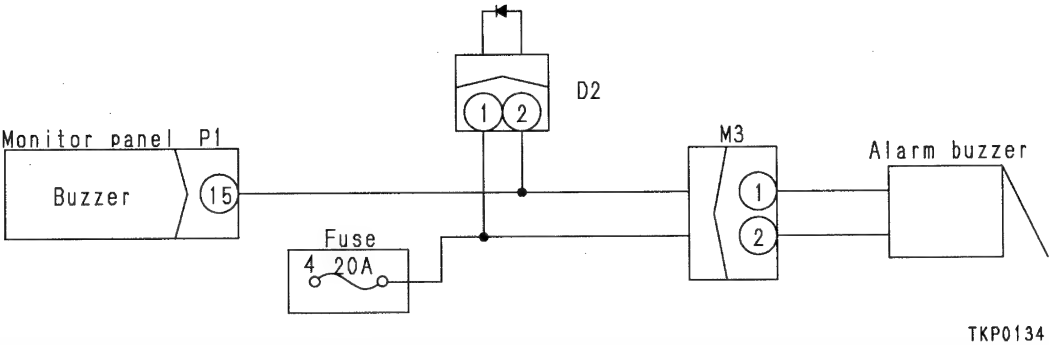 D2
1 2
Monitor panel P1
M3
Alarm buzzer
Buzzer
15
1
2
Fuse
4 20A
TKP0134